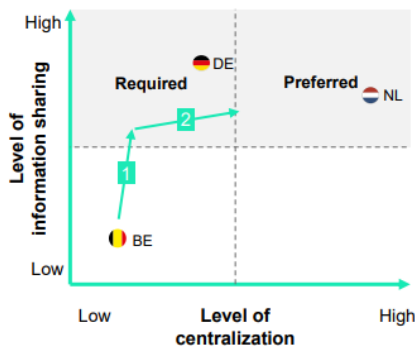 High
DE
Required
Preferred
NL
2
Level of
information sharing
1
BE
Low
Low
Level of
centralization
High